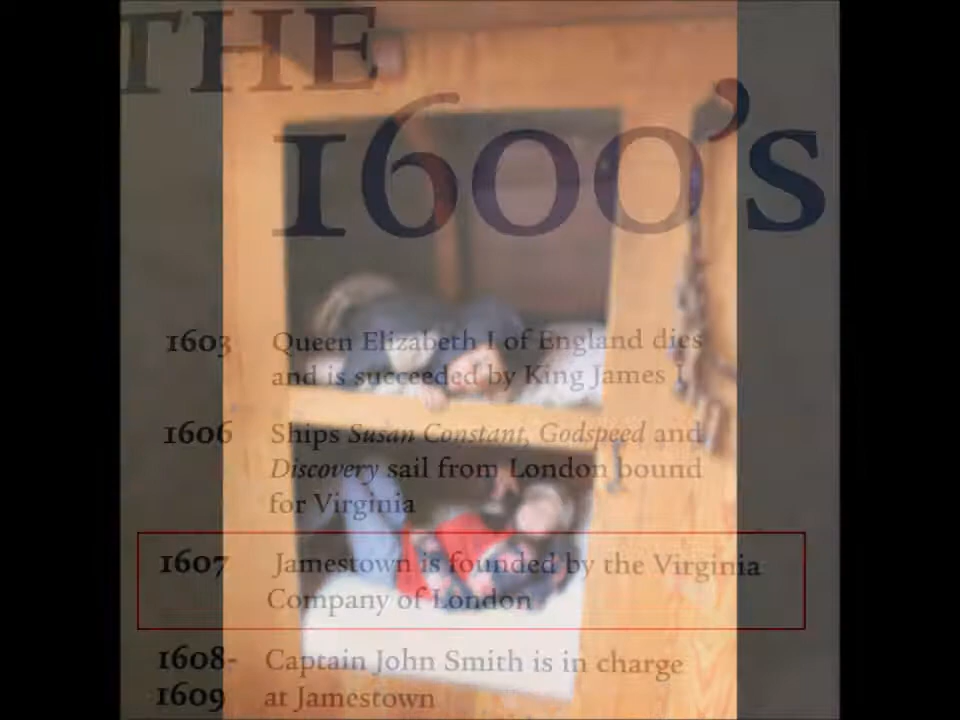 THE
1600's
1603 Queen Elizabeth I of England dies
and is succeeded by King James I
1606 Ships Susan Constant, Godspeed and
Discovery sail from London bound
for Virginia
1607 Jamestown is founded by the Virginia
Company of London
1608- Captain John Smith is in charge
1609 at Jamestown